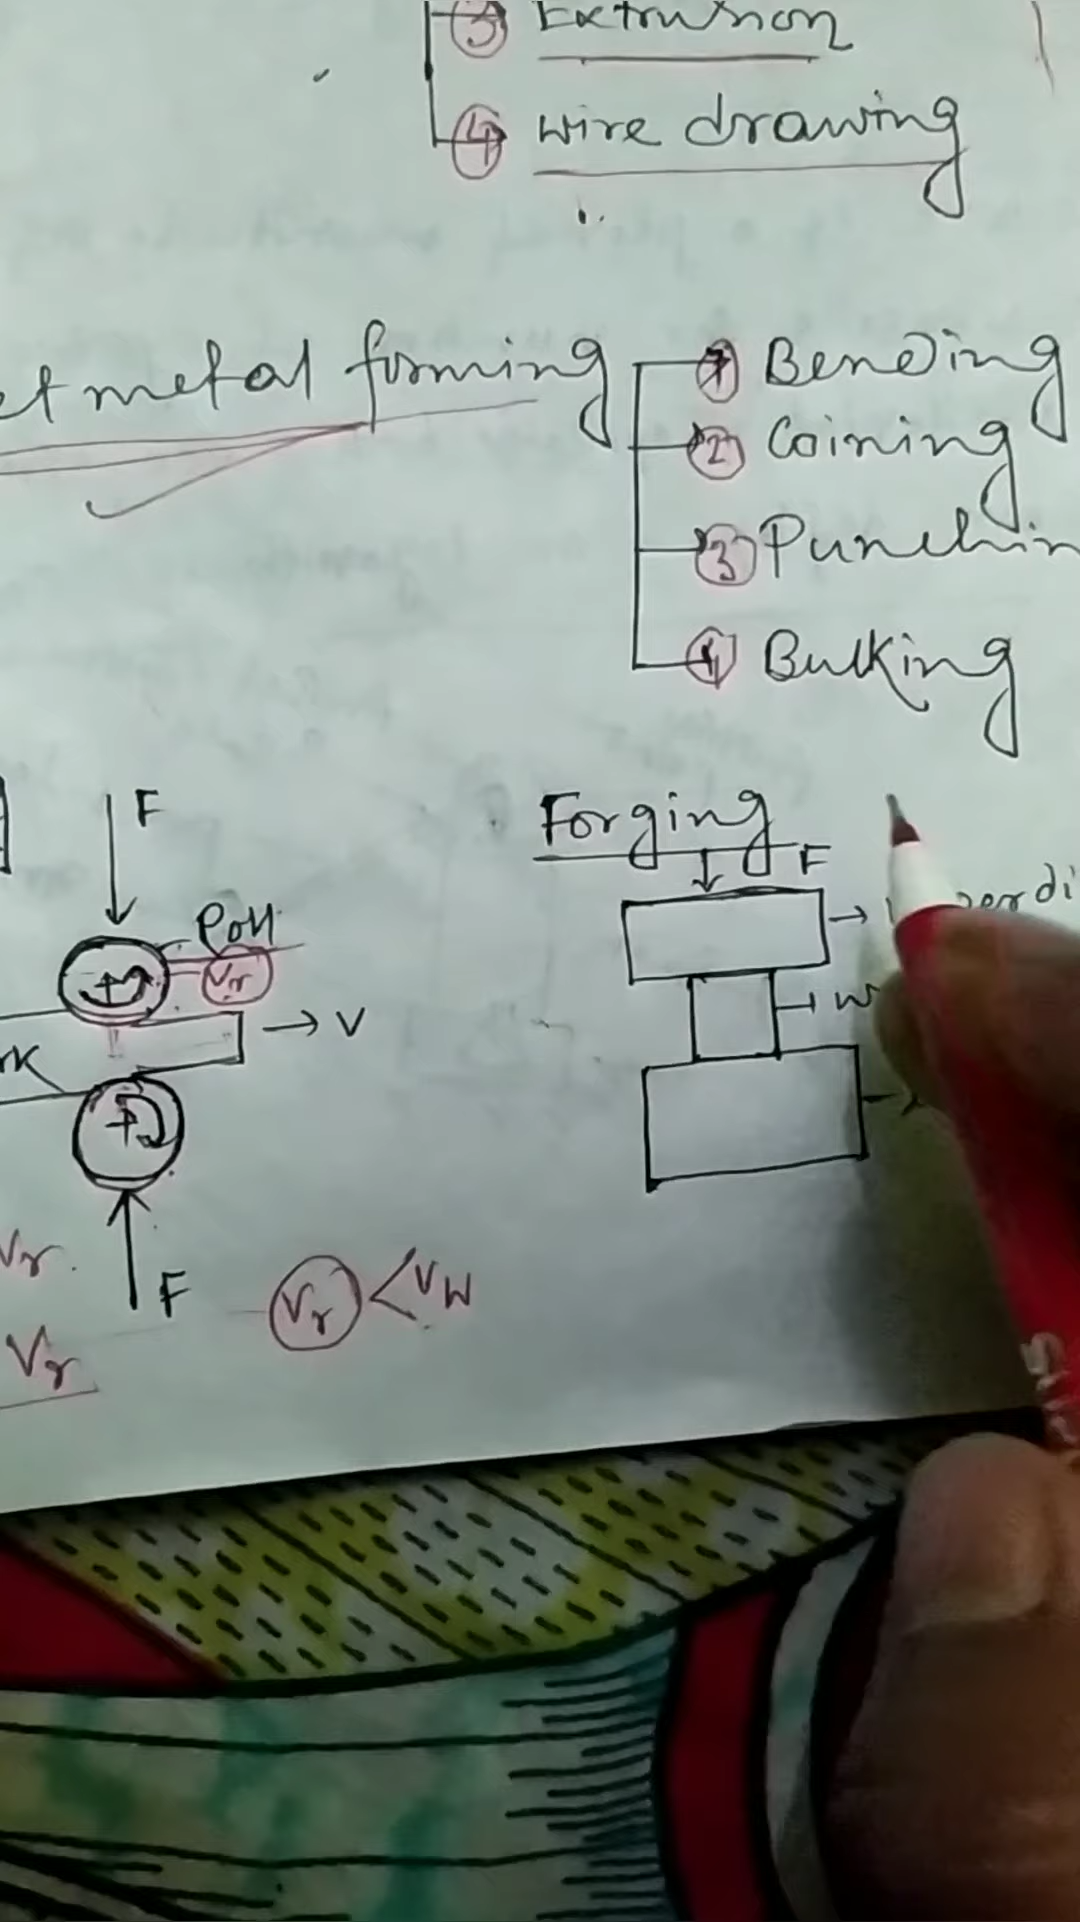 ③ Extrusion
④ wire drawing
metal forming
① Bending
② Coining
③
④ Bulking
F
Forging
F
Roll
Vr
V
W
F
Vr
Vr < VW
Vr